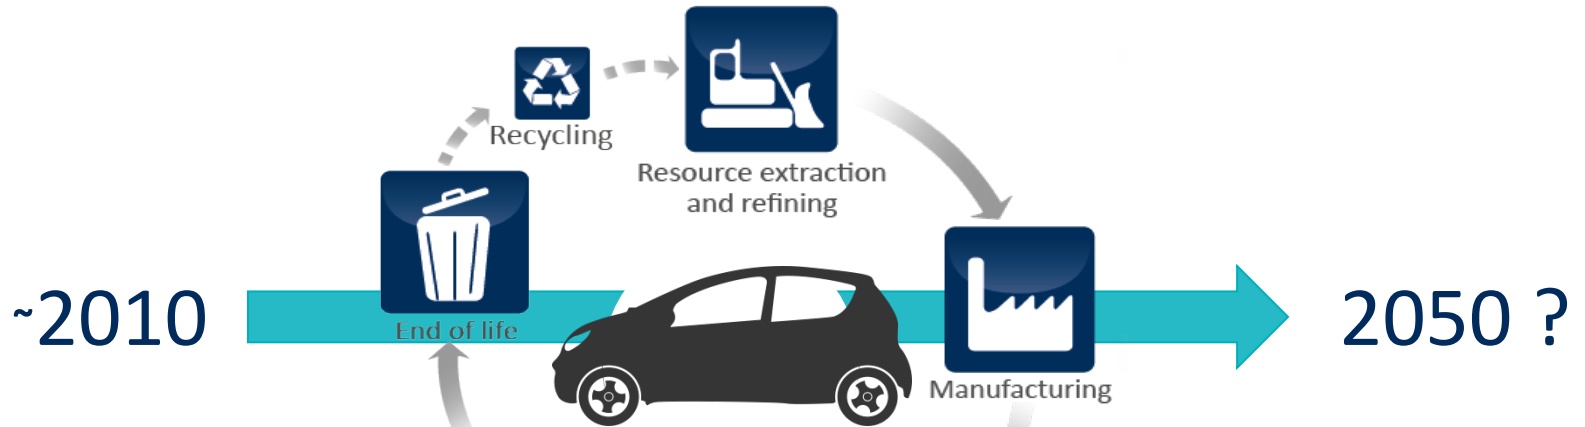 Recycling
Resource extraction
and refining
~2010
End of life
Manufacturing
2050 ?